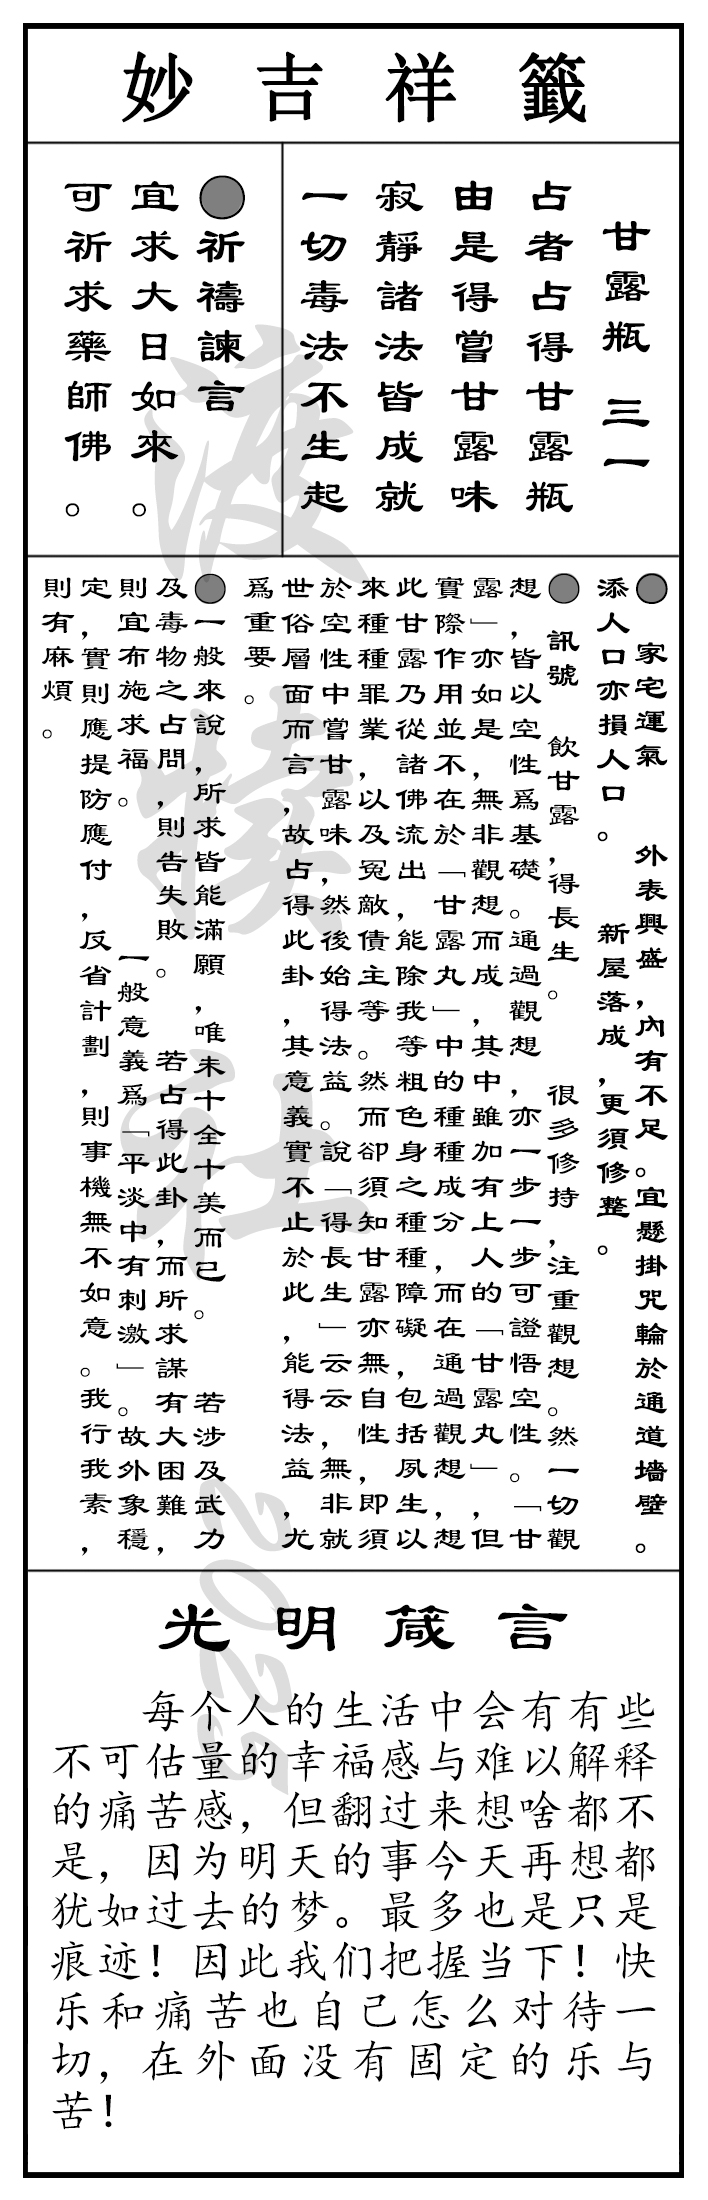 妙吉祥籤
甘露瓶 三一
占者占得甘露瓶
由是得嘗甘露味
寂靜諸法皆成就
一切毒法不生起
●祈禱諫言
宜求大日如來。
可祈求藥師佛。
● 家宅運氣 外表興盛,內有不足。宜懸掛咒輪於通道墻壁。
添人口亦損人口。 新屋落成,更須修整。
● 訊號 飲甘露,得長生。 很多修持,注重觀想。然一切觀
想,皆以空性爲基礎。通過觀想,亦一步一步可證悟空性。「甘
露」亦如是,無非觀想而成,其中雖加有上人的「甘露丸」,但
實際作用並不在於「甘露丸」中的種種成分,而在通過觀想,想
此甘露乃從諸佛流出,能除我等粗色身之種種障礙,包括夙生以
來種種罪業,以及冤敵債主等。然而卻須知甘露亦無自性,即須
於空性中嘗甘露味,然後始得法益。說「得長生」云云,無非就
世俗層面而言,故占得此卦,其意義實不止於此,能得法益,尤
爲重要。
●一般來說,所求皆能滿願,唯未十全十美而已。 若涉及武力
及毒物之占問,則告失敗。 若占得此卦,而所求謀有大困難,
則宜布施求福。 一般意義爲「平淡中有刺激」。故外象穩
定,實則應提防應付,反省計劃,則事機無不如意。我行我素,
則有麻煩。
光明箴言
每个人的生活中会有有些
不可估量的幸福感与难以解释
的痛苦感，但翻过来想啥都不
是，因为明天的事今天再想都
犹如过去的梦。最多也是只是
痕迹！因此我们把握当下！快
乐和痛苦也自己怎么对待一
切，在外面没有固定的乐与
苦！
2025